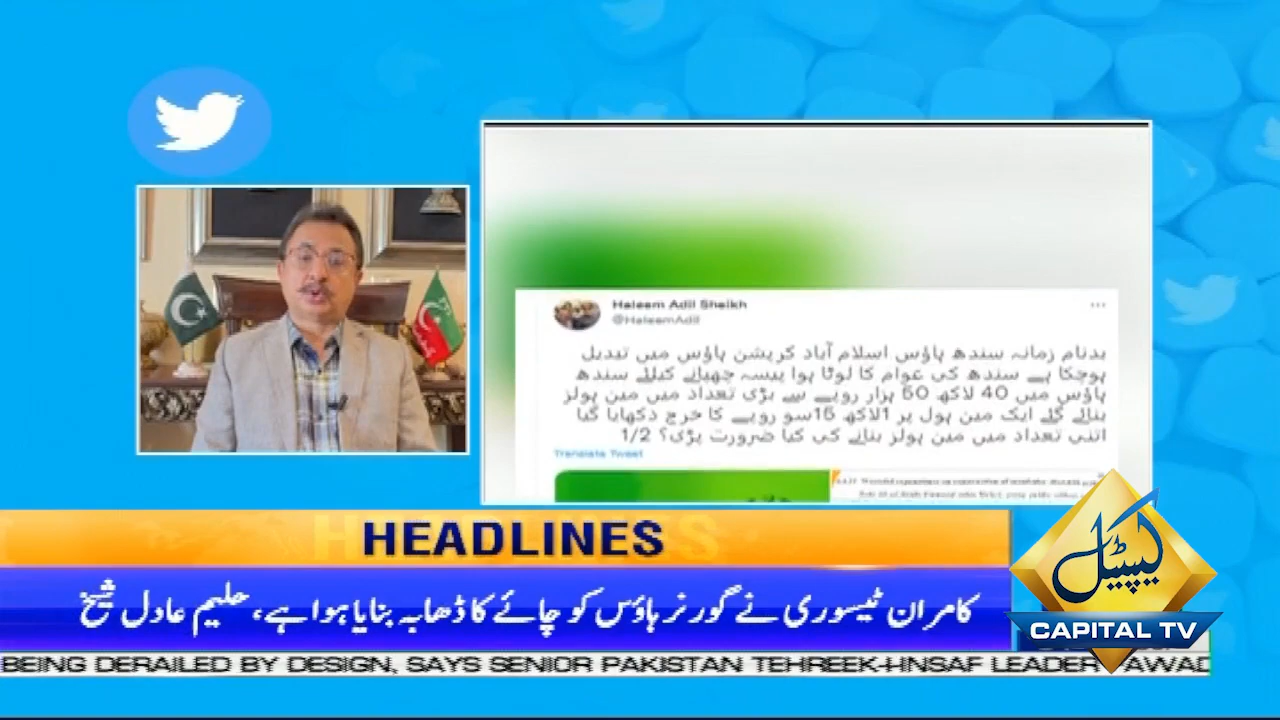 Haleem Adil Sheikh
@HaleemAdil
بدنام زمانہ سندھ ہاؤس اسلام آباد کرپشن ہاؤس میں تبدیل
ہوچکا ہے سندھ کی عوام کا لوٹا ہوا پیسہ چھپانے کیلئے سندھ
ہاؤس میں 40 لاکھ 60 ہزار روپے سے بڑی تعداد میں مین ہولز
بنائے گئے ایک مین ہول پر 1لاکھ 15سو روپے کا خرچ دکھایا گیا
اتنی تعداد میں مین ہولز بنانے کی کیا ضرورت پڑی؟ 1/2
Translate Tweet
HEADLINES
کامران ٹیسوری نے گورنر ہاؤس کو چائے کا ڈھابہ بنایا ہوا ہے، حلیم عادل شیخ
کیپیٹل
CAPITAL TV
BEING DERAILED BY DESIGN, SAYS SENIOR PAKISTAN TEHREEK-I-INSAF LEADER FAWAD